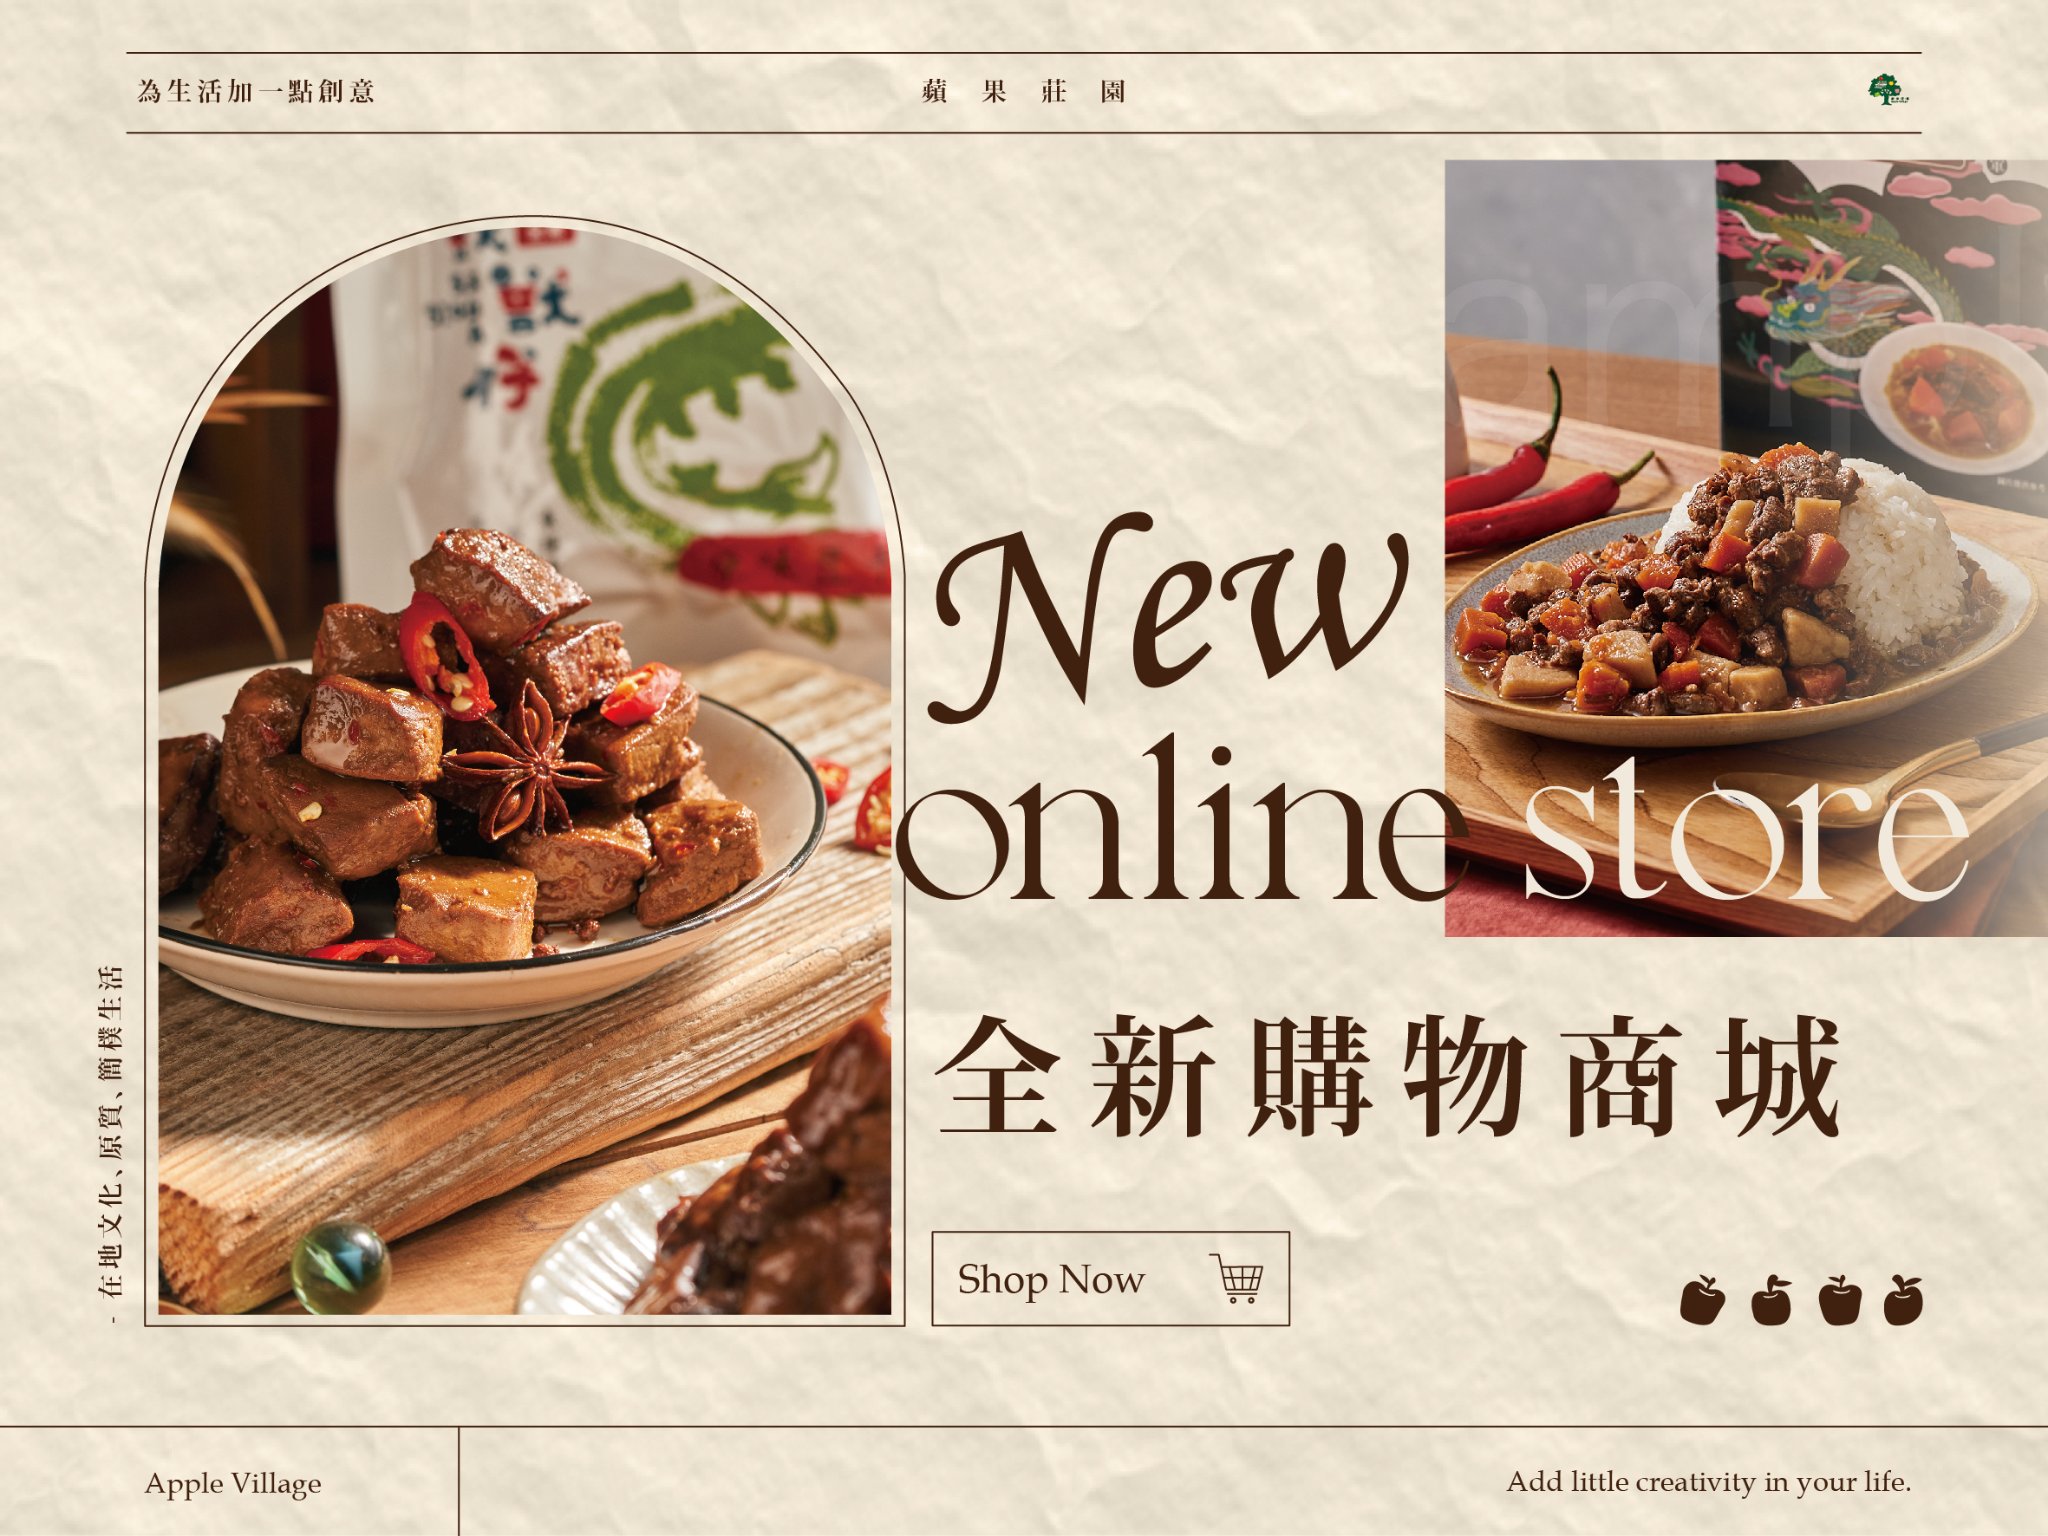 為生活加一點創意
蘋果莊園
New
online store
全新購物商城
Shop Now
- 在地文化、原質、簡樸生活
Apple Village
Add little creativity in your life.